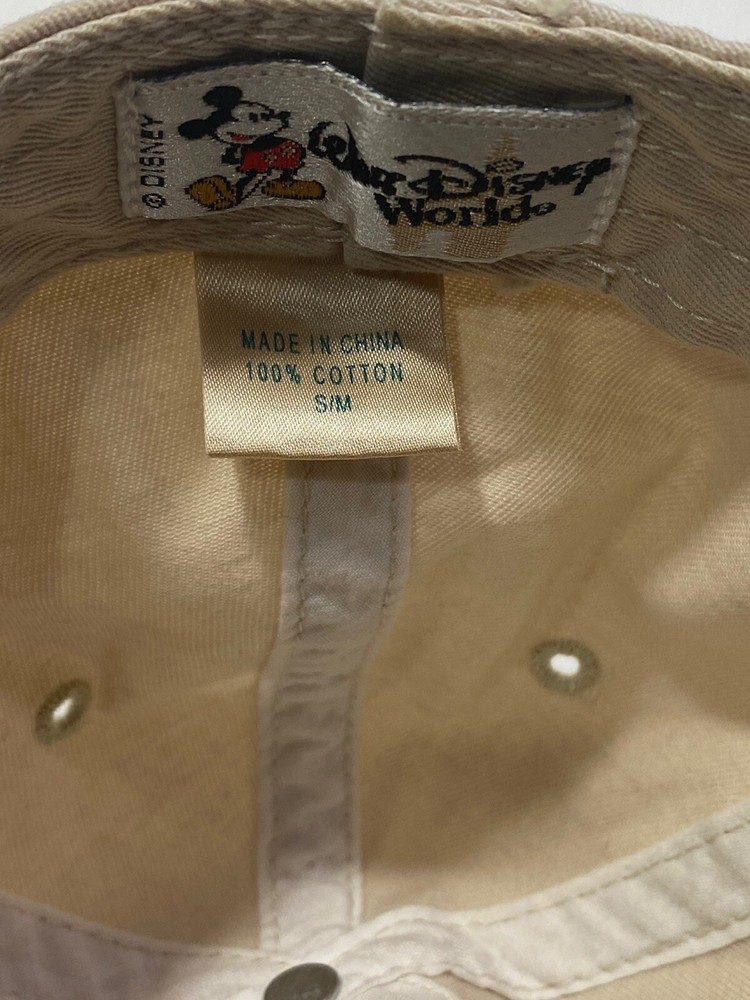 © DISNEY
Walt Disney
World®
MADE IN CHINA
100% COTTON
S/M